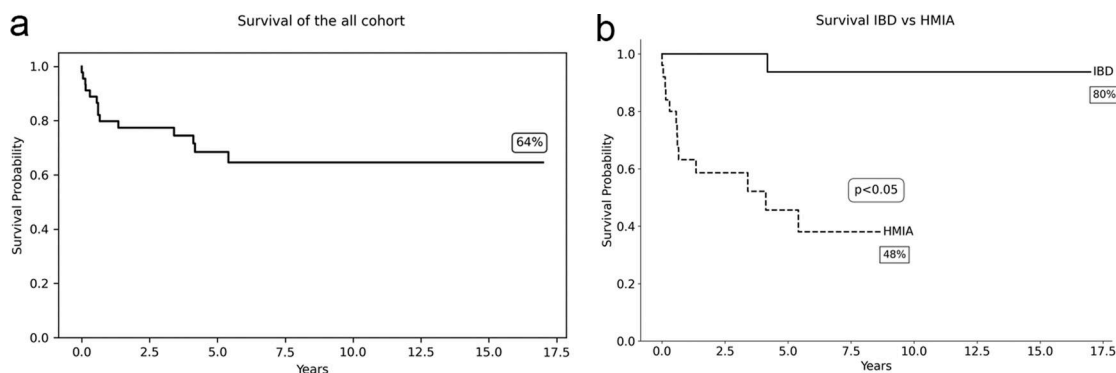 a
Survival of the all cohort
1.0
0.8
0.6
0.4
0.2
0.0
Survival Probability
64%
0.0 2.5 5.0 7.5 10.0 12.5 15.0 17.5
Years
b
Survival IBD vs HMIA
1.0
0.8
0.6
0.4
0.2
0.0
Survival Probability
IBD
80%
p<0.05
HMIA
48%
0.0 2.5 5.0 7.5 10.0 12.5 15.0 17.5
Years